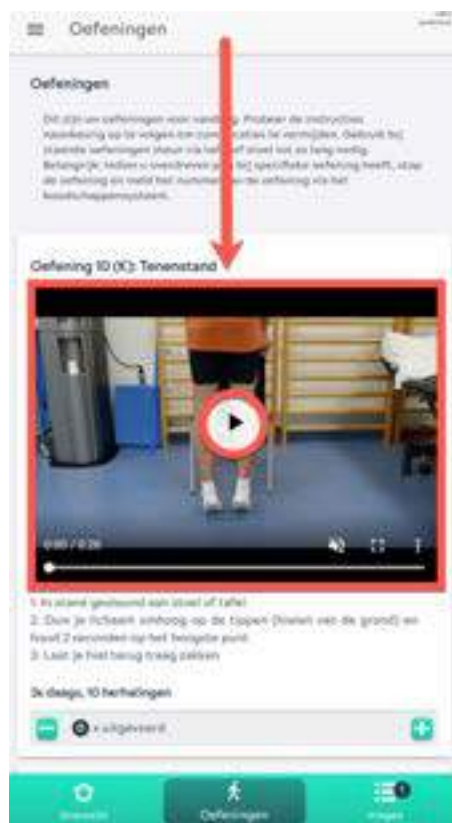 Oefeningen
Oefeningen
Dit zijn uw oefeningen voor vandaag. Probeer de instructies
nauwkeurig op te volgen om complicaties te vermijden. Gebruik bij
staande oefeningen steun via tafel of stoel
Belangrijk: Indien u overdreven pijn bij specifieke oefening heeft, stop
de oefening en meld het nummer van de oefening via het
boodschappensysteem.
Oefening 10 (K): Tenenstand
0:00 / 0:26
1. In stand gesteund aan stoel of tafel
2. Duw je lichaam omhoog op de tippen (hielen van de grond) en
houd 2 seconden op het hoogste punt
3. Laat je hiel terug traag zakken
3x daags, 10 herhalingen
0 x uitgevoerd
1
Overzicht
Oefeningen
Vragen